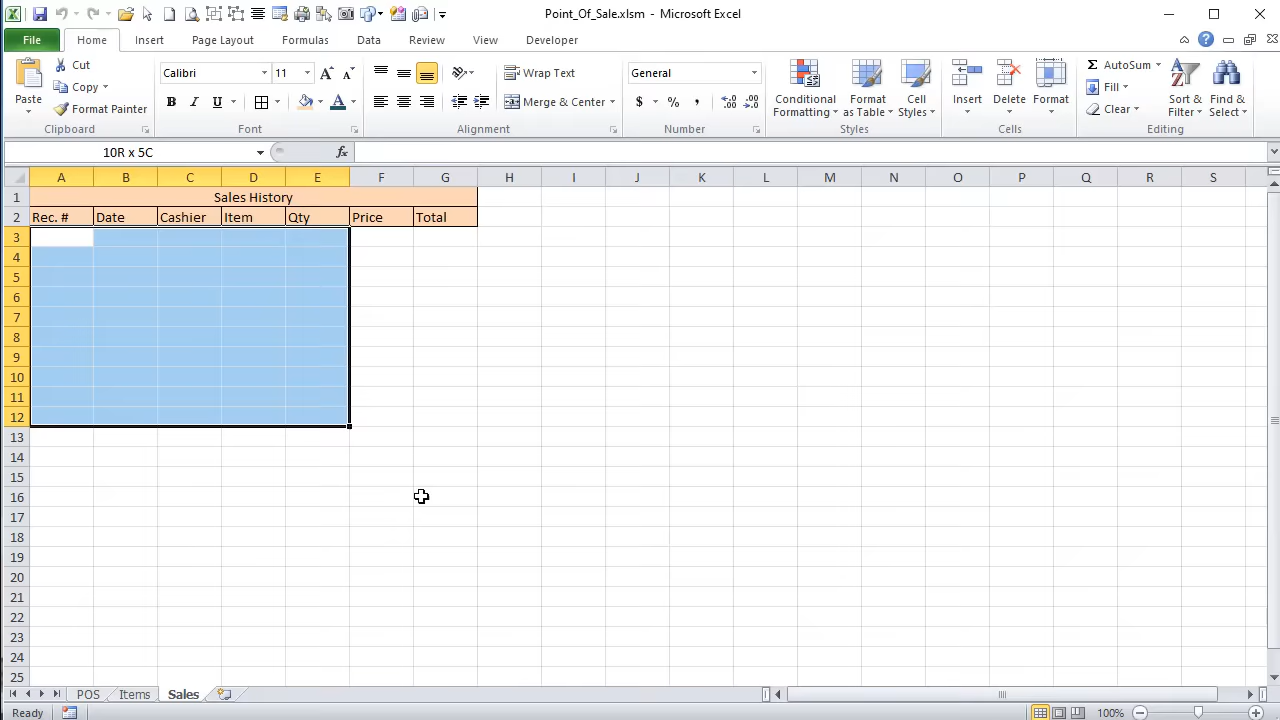 Point_Of_Sale.xlsm - Microsoft Excel
File Home Insert Page Layout Formulas Data Review View Developer
Paste
Cut
Copy
Format Painter
Clipboard
Calibri 11
B I U A
Font
Wrap Text
Merge & Center
Alignment
General
$ % ,
Number
Conditional Formatting
Format as Table
Cell Styles
Styles
Insert
Delete
Format
Cells
Σ AutoSum
Fill
Clear
Sort & Filter
Find & Select
Editing
10R x 5C fx
A B C D E F G H I J K L M N O P Q R S
1 Sales History
2 Rec. # Date Cashier Item Qty Price Total
3
4
5
6
7
8
9
10
11
12
13
14
15
16
17
18
19
20
21
22
23
24
25
POS Items Sales
Ready 100%